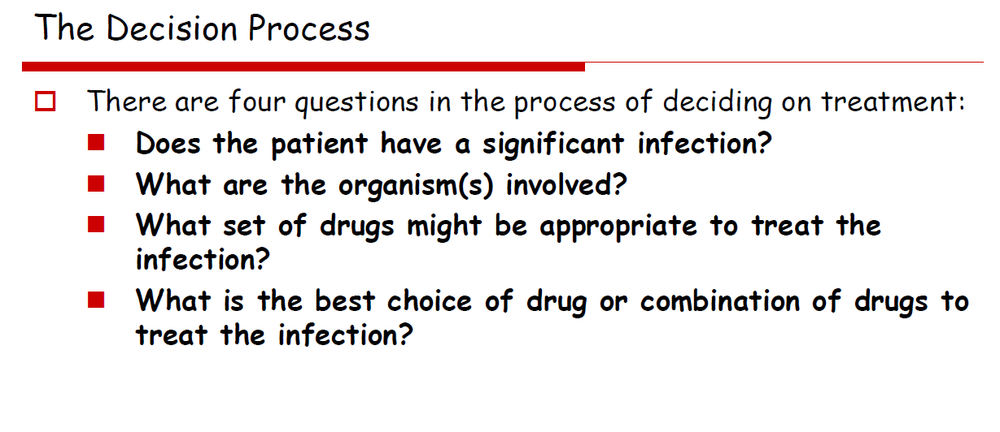 The Decision Process
There are four questions in the process of deciding on treatment:
Does the patient have a significant infection?
What are the organism(s) involved?
What set of drugs might be appropriate to treat the
infection?
What is the best choice of drug or combination of drugs to
treat the infection?